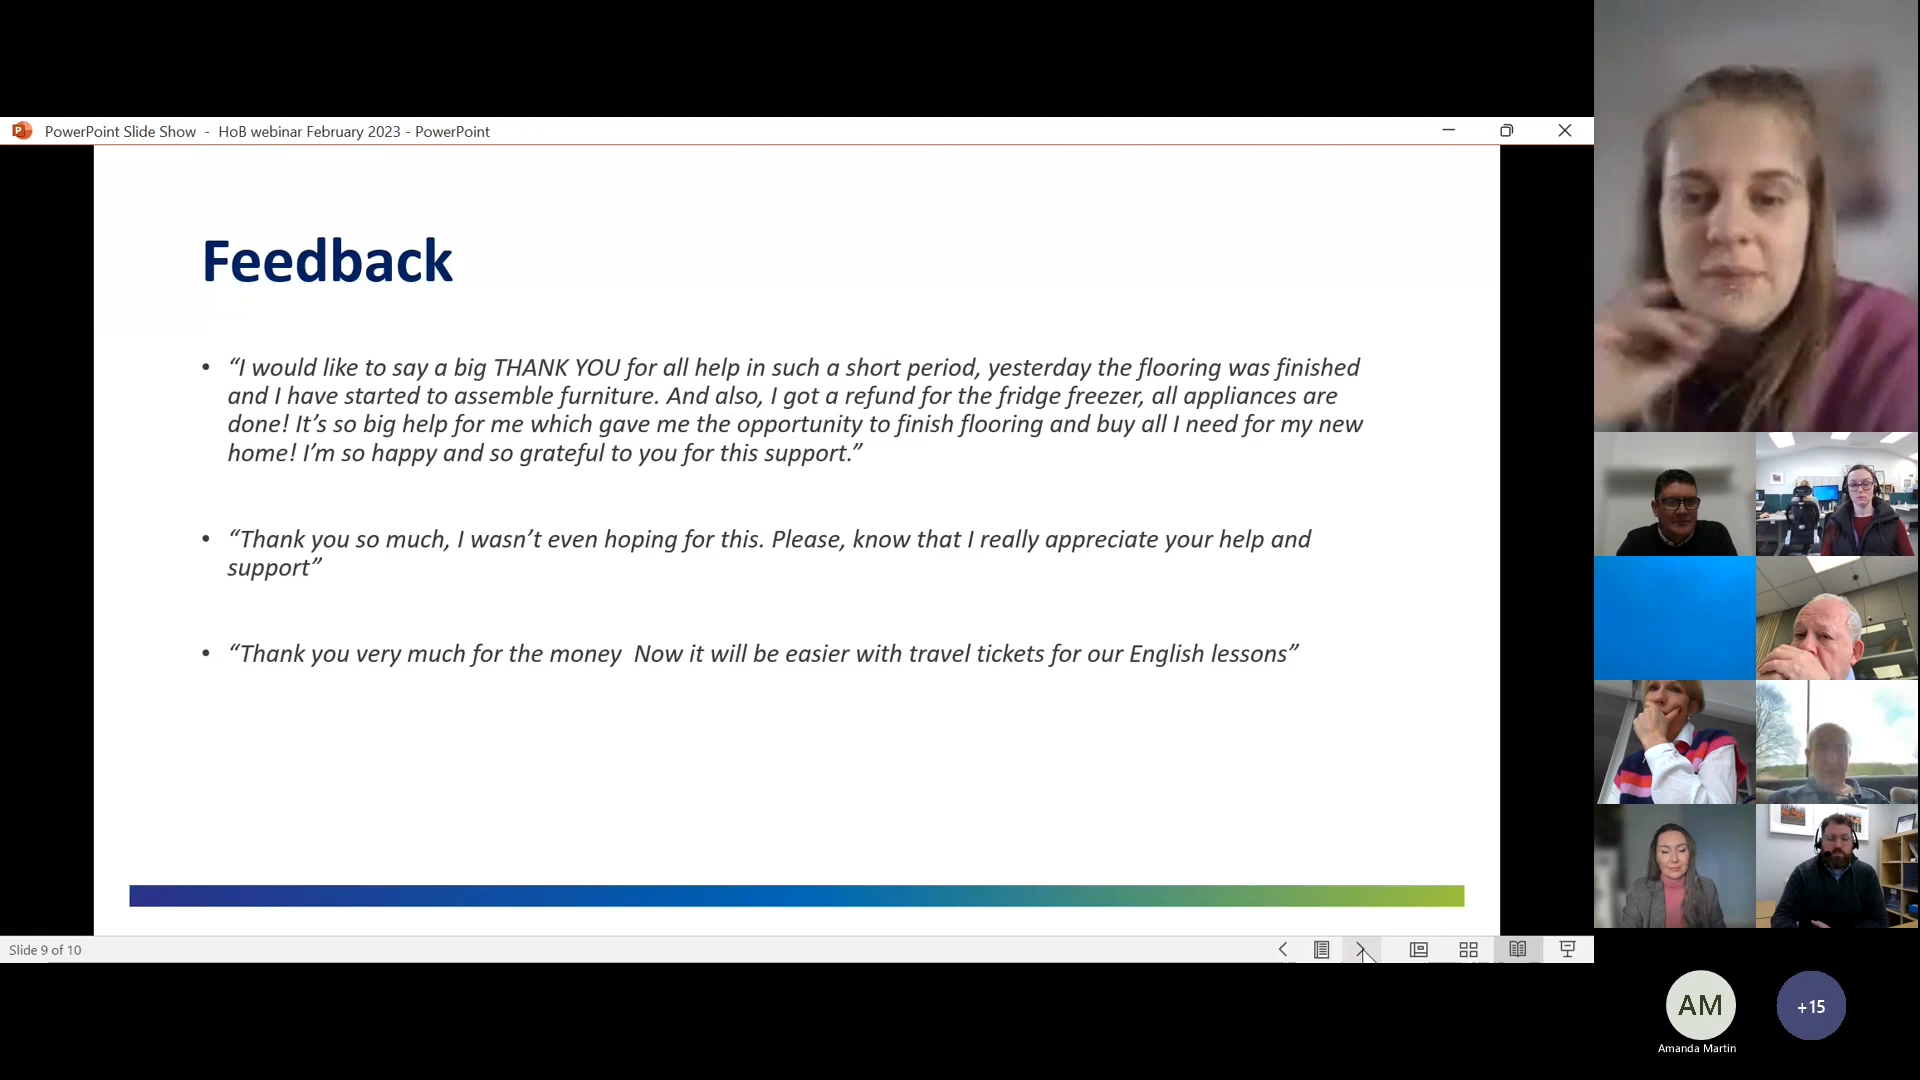 PowerPoint Slide Show - HoB webinar February 2023 - PowerPoint
Feedback
• “I would like to say a big THANK YOU for all help in such a short period, yesterday the flooring was finished
and I have started to assemble furniture. And also, I got a refund for the fridge freezer, all appliances are
done! It’s so big help for me which gave me the opportunity to finish flooring and buy all I need for my new
home! I’m so happy and so grateful to you for this support.”
• “Thank you so much, I wasn’t even hoping for this. Please, know that I really appreciate your help and
support”
• “Thank you very much for the money  Now it will be easier with travel tickets for our English lessons”
Slide 9 of 10
AM
+15
Amanda Martin